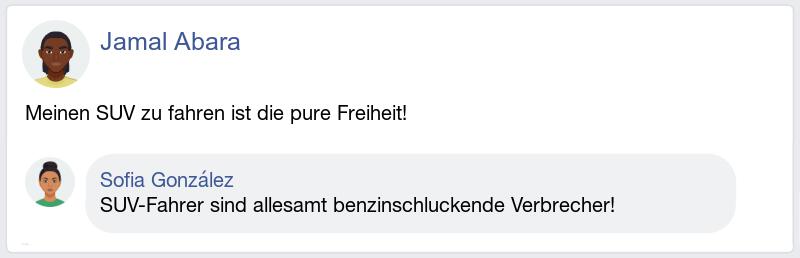 Jamal Abara
Meinen SUV zu fahren ist die pure Freiheit!
Sofia González
SUV-Fahrer sind allesamt benzinschluckende Verbrecher!